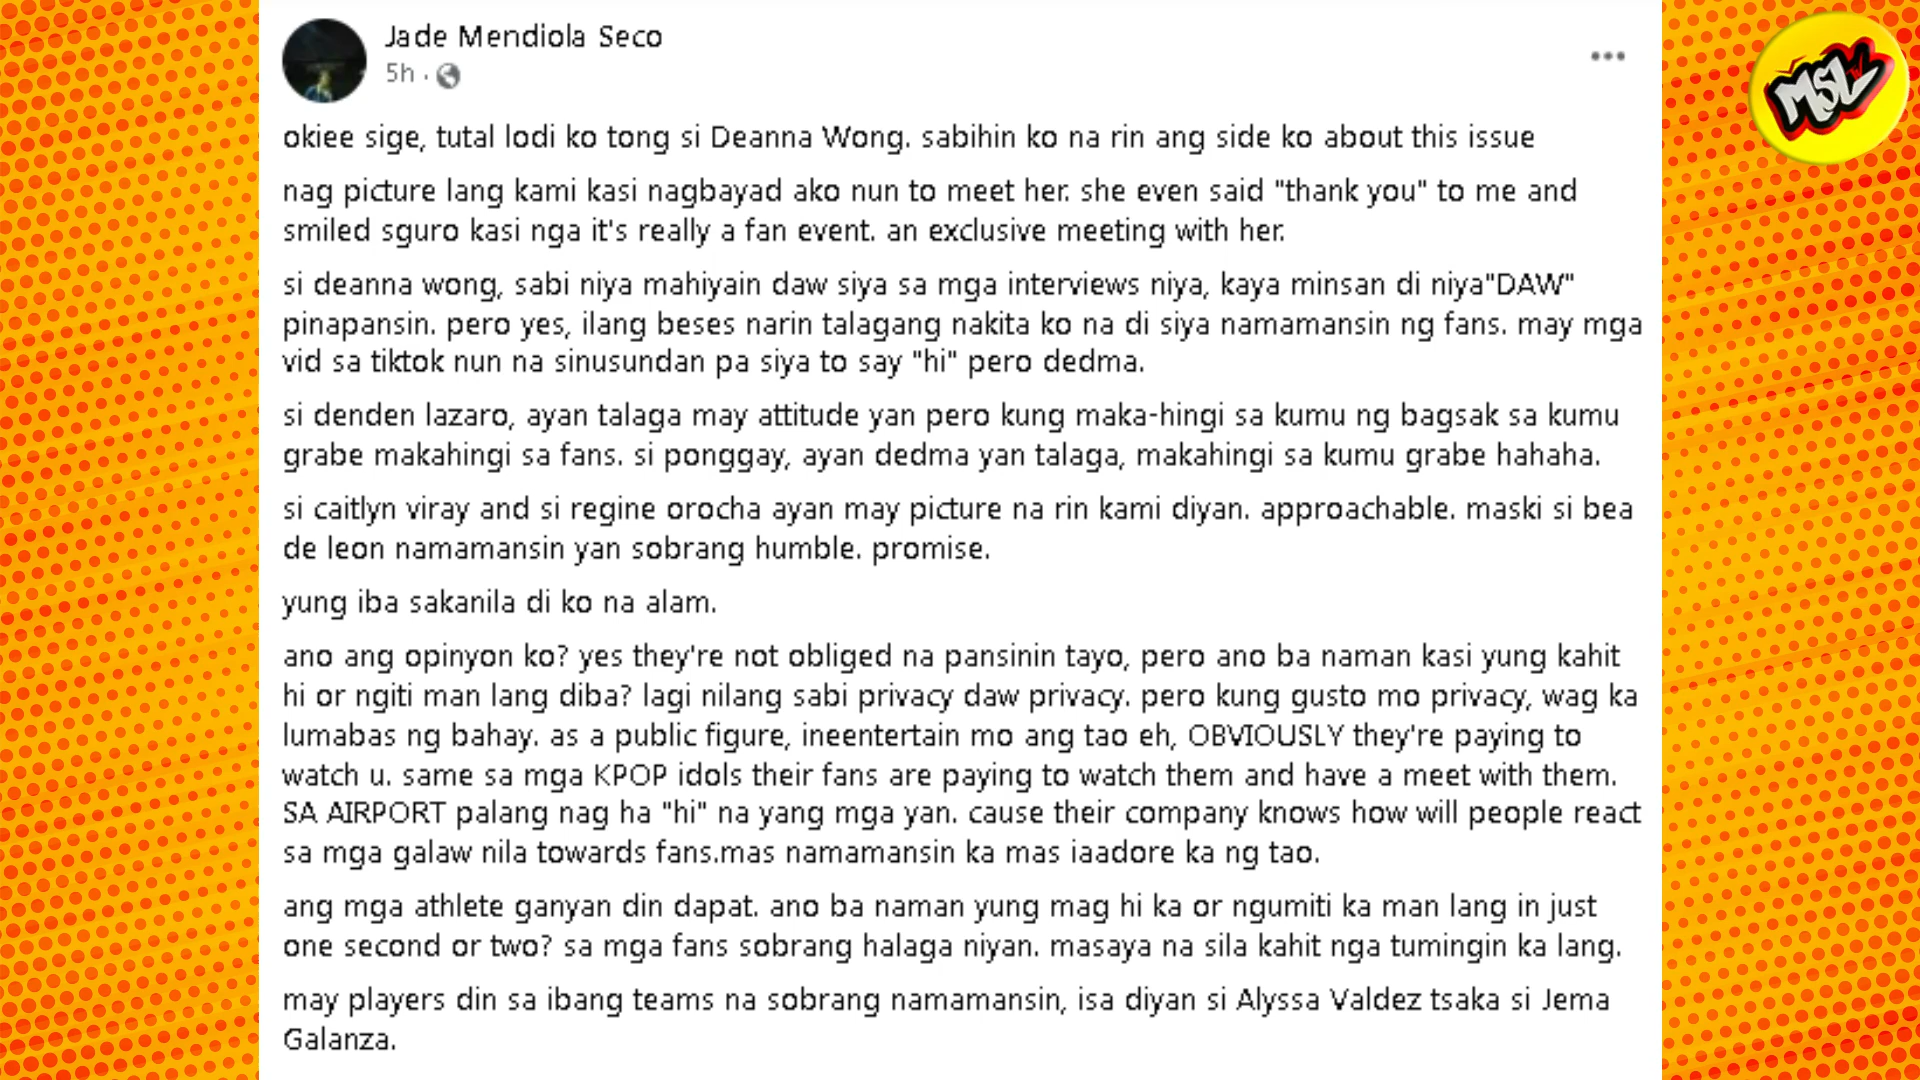 Jade Mendiola Seco
5h ·
okiee sige, tutal lodi ko tong si Deanna Wong. sabihin ko na rin ang side ko about this issue
nag picture lang kami kasi nagbayad ako nun to meet her. she even said "thank you" to me and
smiled sguro kasi nga it's really a fan event. an exclusive meeting with her.
si deanna wong, sabi niya mahiyain daw siya sa mga interviews niya, kaya minsan di niya"DAW"
pinapansin. pero yes, ilang beses narin talagang nakita ko na di siya namamansin ng fans. may mga
vid sa tiktok nun na sinusundan pa siya to say "hi" pero dedma.
si denden lazaro, ayan talaga may attitude yan pero kung maka-hingi sa kumu ng bagsak sa kumu
grabe makahingi sa fans. si ponggay, ayan dedma yan talaga, makahingi sa kumu grabe hahaha.
si caitlyn viray and si regine orocha ayan may picture na rin kami diyan. approachable. maski si bea
de leon namamansin yan sobrang humble. promise.
yung iba sakanila di ko na alam.
ano ang opinyon ko? yes they're not obliged na pansinin tayo, pero ano ba naman kasi yung kahit
hi or ngiti man lang diba? lagi nilang sabi privacy daw privacy. pero kung gusto mo privacy, wag ka
lumabas ng bahay. as a public figure, ineentertain mo ang tao eh, OBVIOUSLY they're paying to
watch u. same sa mga KPOP idols their fans are paying to watch them and have a meet with them.
SA AIRPORT palang nag ha "hi" na yang mga yan. cause their company knows how will people react
sa mga galaw nila towards fans.mas namamansin ka mas iaadore ka ng tao.
ang mga athlete ganyan din dapat. ano ba naman yung mag hi ka or ngumiti ka man lang in just
one second or two? sa mga fans sobrang halaga niyan. masaya na sila kahit nga tumingin ka lang.
may players din sa ibang teams na sobrang namamansin, isa diyan si Alyssa Valdez tsaka si Jema
Galanza.
MSL TV